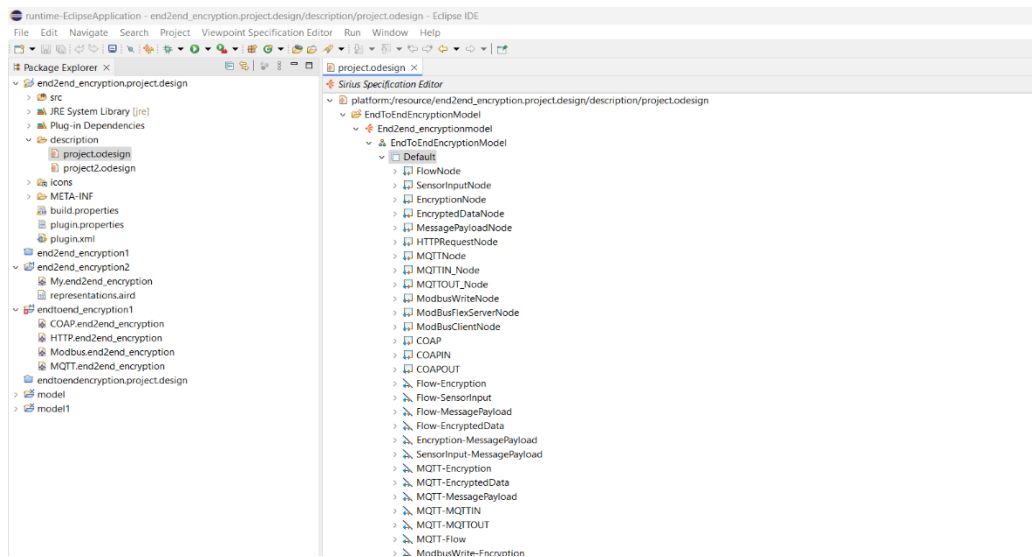 runtime-EclipseApplication - end2end_encryption.project.design/description/project.odesign - Eclipse IDE
File Edit Navigate Search Project Viewpoint Specification Editor Run Window Help
Package Explorer ×
end2end_encryption.project.design
src
JRE System Library [jre]
Plug-in Dependencies
description
project.odesign
project2.odesign
icons
META-INF
build.properties
plugin.properties
plugin.xml
end2end_encryption1
end2end_encryption2
My.end2end_encryption
representations.aird
endtoend_encryption1
COAP.end2end_encryption
HTTP.end2end_encryption
Modbus.end2end_encryption
MQTT.end2end_encryption
endtoendencryption.project.design
model
model1
project.odesign ×
Sirius Specification Editor
platform:/resource/end2end_encryption.project.design/description/project.odesign
EndToEndEncryptionModel
End2end_encryptionmodel
EndToEndEncryptionModel
Default
FlowNode
SensorInputNode
EncryptionNode
EncryptedDataNode
MessagePayloadNode
HTTPRequestNode
MQTTNode
MQTTIN_Node
MQTTOUT_Node
ModbusWriteNode
ModbusFlexServerNode
ModBusClientNode
COAP
COAPIN
COAPOUT
Flow-Encryption
Flow-SensorInput
Flow-MessagePayload
Flow-EncryptedData
Encryption-MessagePayload
SensorInput-MessagePayload
MQTT-Encryption
MQTT-EncryptedData
MQTT-MessagePayload
MQTT-MQTTIN
MQTT-MQTTOUT
MQTT-Flow
ModbusWrite-Encryption